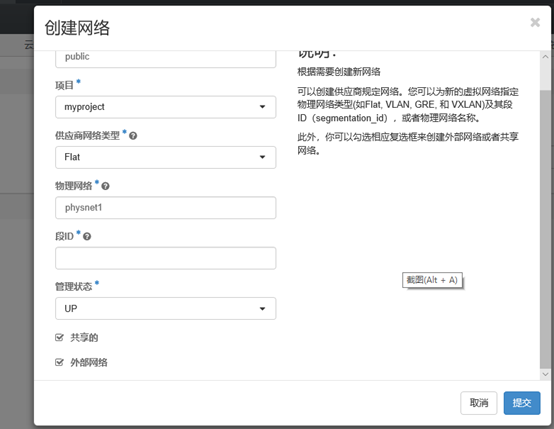 创建网络
×
云
public
说明：
根据需要创建新网络
项目 *
可以创建供应商规定网络。您可以为新的虚拟网络指定
物理网络类型(如Flat, VLAN, GRE, 和 VXLAN)及其段
ID（segmentation_id），或者物理网络名称。
myproject
供应商网络类型 *
此外，你可以勾选相应复选框来创建外部网络或者共享
网络。
Flat
物理网络 *
physnet1
段ID *
截图(Alt + A)
管理状态 *
UP
共享的
外部网络
取消
提交